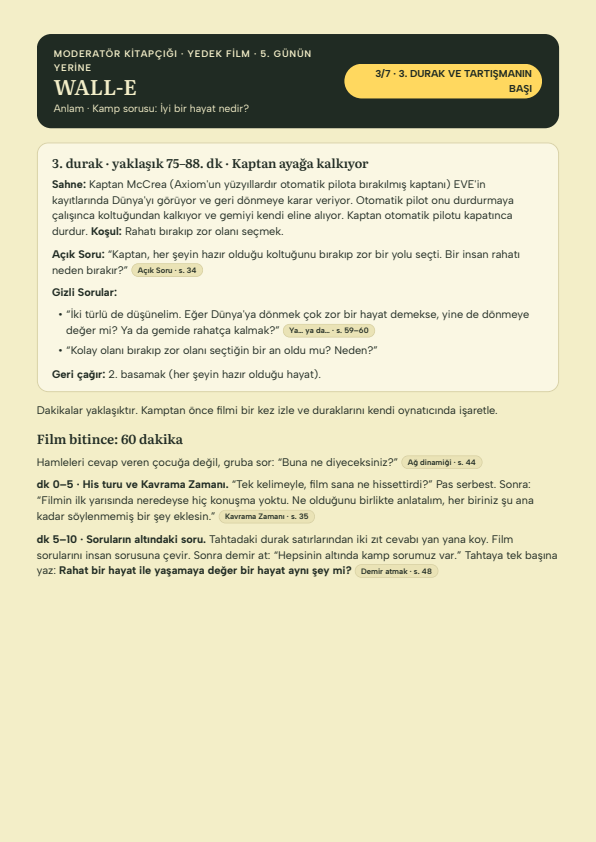 MODERATÖR KİTAPÇIĞI · YEDEK FİLM · 5. GÜNÜN
YERİNE
WALL-E
Anlam · Kamp sorusu: İyi bir hayat nedir?
3/7 · 3. DURAK VE TARTIŞMANIN
BAŞI
3. durak · yaklaşık 75–88. dk · Kaptan ayağa kalkıyor
Sahne: Kaptan McCrea (Axiom'un yüzyıllardır otomatik pilota bırakılmış kaptanı) EVE'in
kayıtlarında Dünya'yı görüyor ve geri dönmeye karar veriyor. Otomatik pilot onu durdurmaya
çalışınca koltuğundan kalkıyor ve gemiyi kendi eline alıyor. Kaptan otomatik pilotu kapatınca
durdur. Koşul: Rahatı bırakıp zor olanı seçmek.
Açık Soru: “Kaptan, her şeyin hazır olduğu koltuğunu bırakıp zor bir yolu seçti. Bir insan rahatı
neden bırakır?” Açık Soru · s. 34
Gizli Sorular:
• “İki türlü de düşünelim. Eğer Dünya'ya dönmek çok zor bir hayat demekse, yine de dönmeye
değer mi? Ya da gemide rahatça kalmak?” Ya... ya da... · s. 59–60
• “Kolay olanı bırakıp zor olanı seçtiğin bir an oldu mu? Neden?”
Geri çağır: 2. basamak (her şeyin hazır olduğu hayat).
Dakikalar yaklaşıktır. Kamptan önce filmi bir kez izle ve duraklarını kendi oynatıcında işaretle.
Film bitince: 60 dakika
Hamleleri cevap veren çocuğa değil, gruba sor: “Buna ne diyeceksiniz?” Ağ dinamiği · s. 44
dk 0–5 · His turu ve Kavrama Zamanı. “Tek kelimeyle, film sana ne hissettirdi?” Pas serbest. Sonra:
“Filmin ilk yarısında neredeyse hiç konuşma yoktu. Ne olduğunu birlikte anlatalım, her biriniz şu ana
kadar söylenmemiş bir şey eklesin.” Kavrama Zamanı · s. 35
dk 5–10 · Soruların altındaki soru. Tahtadaki durak satırlarından iki zıt cevabı yan yana koy. Film
sorularını insan sorusuna çevir. Sonra demir at: “Hepsinin altında kamp sorumuz var.” Tahtaya tek başına
yaz: Rahat bir hayat ile yaşamaya değer bir hayat aynı şey mi? Demir atmak · s. 48